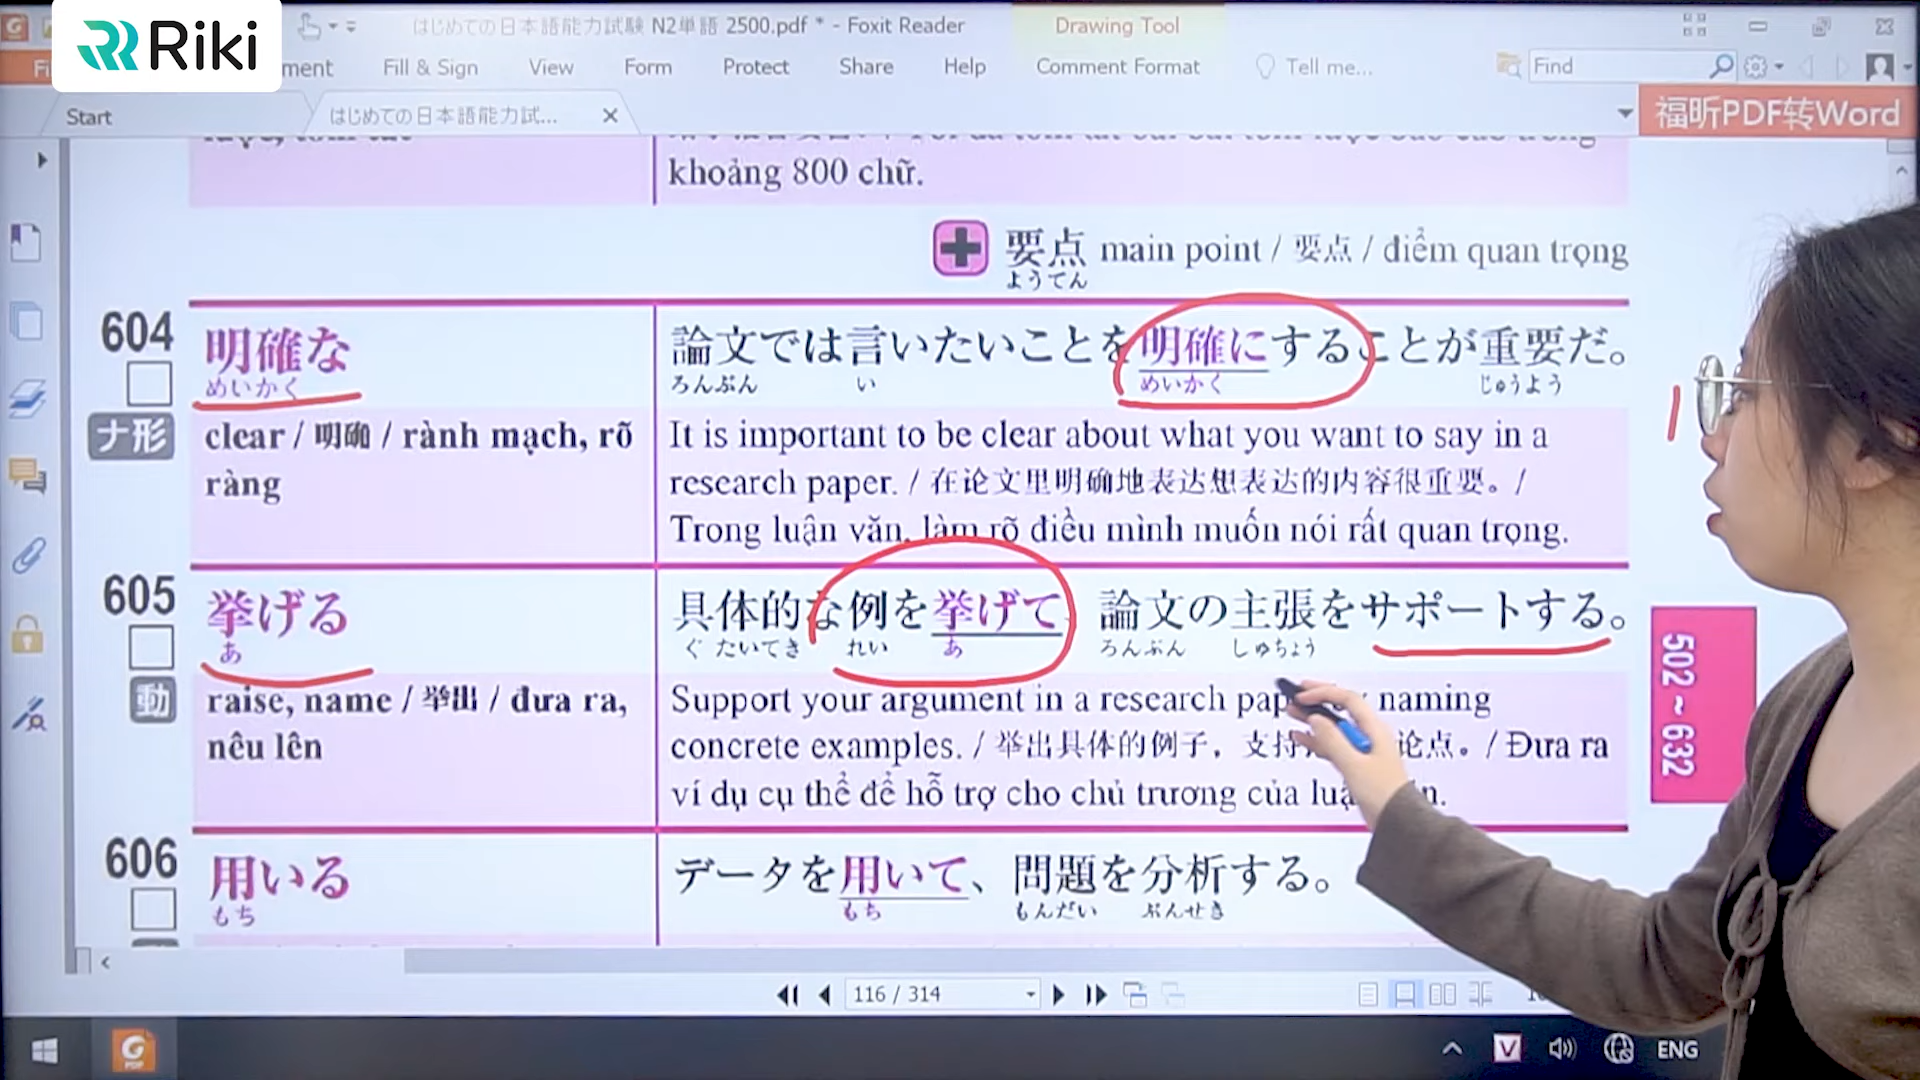 Riki
はじめての日本語能力試験 N2単語 2500.pdf * - Foxit Reader
Drawing Tool
Fill & Sign
View
Form
Protect
Share
Help
Comment Format
Tell me...
Find
Start
はじめての日本語能力試...
福昕PDF转Word
khoảng 800 chữ.
要点 main point / 要点 / điểm quan trọng
ようてん
604
明確な
めいかく
ナ形
clear / 明确 / rành mạch, rõ
ràng
論文では言いたいことを明確にすることが重要だ。
ろんぶん い めいかく じゅうよう
It is important to be clear about what you want to say in a
research paper. / 在论文里明确地表达想表达的内容很重要。/
Trong luận văn, làm rõ điều mình muốn nói rất quan trọng.
605
挙げる
あ
動
raise, name / 举出 / đưa ra,
nêu lên
具体的な例を挙げて 論文の主張をサポートする。
ぐたいてき れい あ ろんぶん しゅちょう
Support your argument in a research naming
concrete examples. / 举出具体的例子，支持 论点。/ Đưa ra
ví dụ cụ thể để hỗ trợ cho chủ trương của
502~632
606
用いる
もち
データを用いて、問題を分析する。
もち もんだい ぶんせき
116 / 314
V
ENG